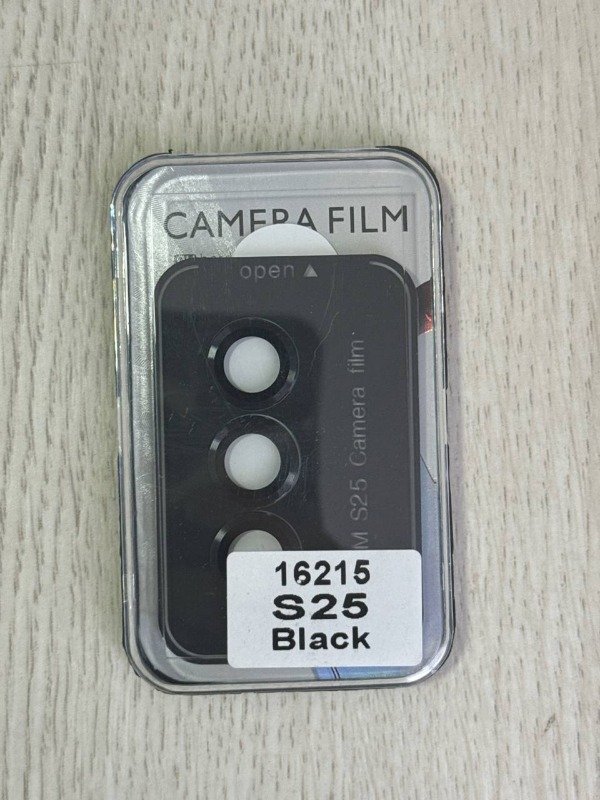 CAMERA FILM
open ▲
M S25 Camera film
16215
S25
Black